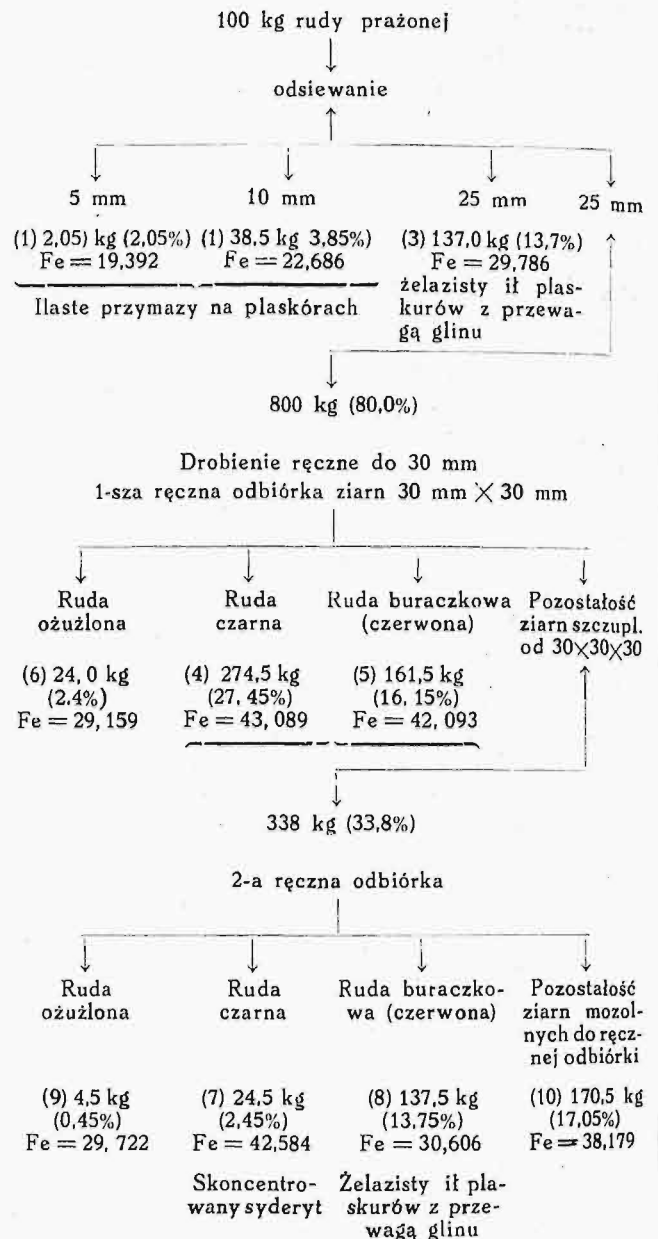 100 kg rudy prażonej
odsiewanie
5 mm 10 mm 25 mm 25 mm
(1) 2,05) kg (2,05%) (1) 38,5 kg 3,85%) (3) 137,0 kg (13,7%)
Fe = 19,392 Fe = 22,686 Fe = 29,786
Ilaste przymazy na plaskórach
żelazisty ił plas-
kurów z przewa-
gą glinu
800 kg (80,0%)
Drobienie ręczne do 30 mm
1-sza ręczna odbiórka ziarn 30 mm × 30 mm
Ruda Ruda Ruda buraczkowa Pozostałość
ożużlona czarna (czerwona) ziarn szczupl.
od 30×30×30
(6) 24, 0 kg (4) 274,5 kg (5) 161,5 kg
(2.4%) (27, 45%) (16, 15%)
Fe = 29, 159 Fe = 43, 089 Fe = 42, 093
338 kg (33,8%)
2-a ręczna odbiórka
Ruda Ruda Ruda buraczko- Pozostałość
ożużlona czarna wa (czerwona) ziarn mozol-
nych do ręcz-
nej odbiórki
(9) 4,5 kg (7) 24,5 kg (8) 137,5 kg (10) 170,5 kg
(0,45%) (2,45%) (13,75%) (17,05%)
Fe = 29, 722 Fe = 42,584 Fe = 30,606 Fe = 38,179
Skoncentro- Żelazisty ił pla-
wany syderyt skurów z prze-
wagą glinu